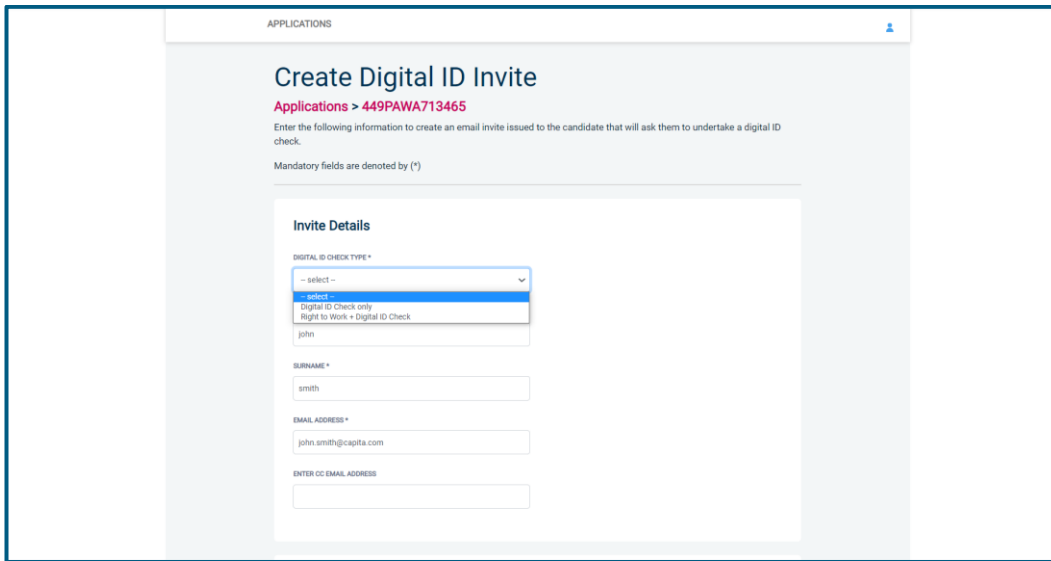 APPLICATIONS
Create Digital ID Invite
Applications > 449PAWA713465
Enter the following information to create an email invite issued to the candidate that will ask them to undertake a digital ID
check.
Mandatory fields are denoted by (*)
Invite Details
DIGITAL ID CHECK TYPE *
-- select --
-- select --
Digital ID Check only
Right to Work + Digital ID Check
john
SURNAME *
smith
EMAIL ADDRESS *
john.smith@capita.com
ENTER CC EMAIL ADDRESS